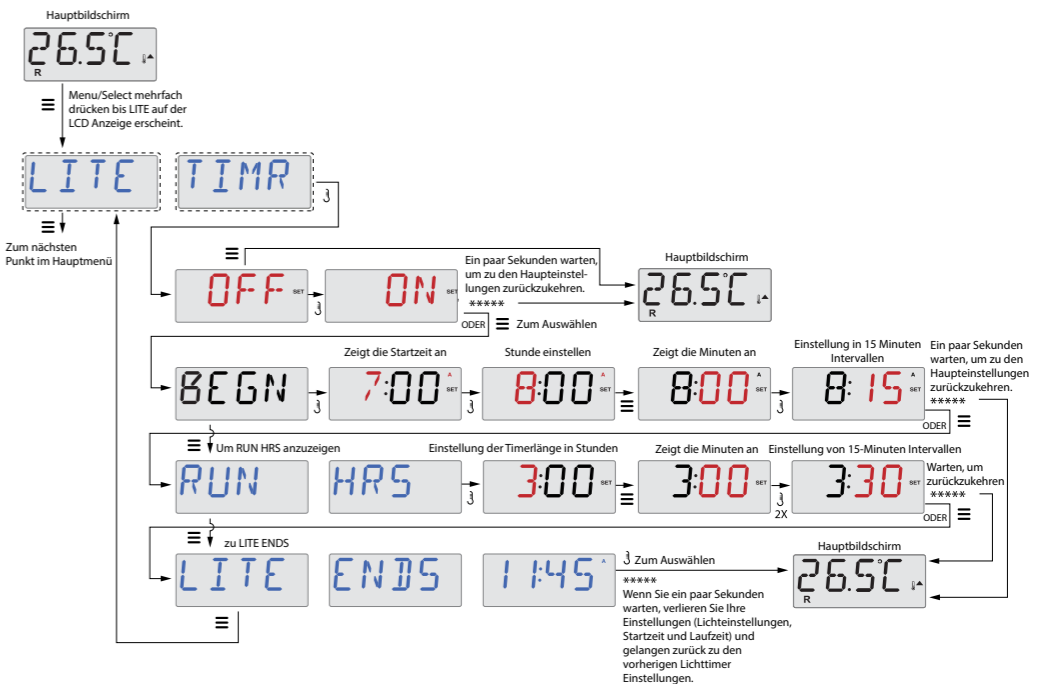 Hauptbildschirm
26.5°C
R
Menu/Select mehrfach
drücken bis LITE auf der
LCD Anzeige erscheint.
LITE TIMR
Zum nächsten
Punkt im Hauptmenü
OFF SET
ON SET
Ein paar Sekunden warten,
um zu den Haupteinstel-
lungen zurückzukehren.
*****
ODER Zum Auswählen
Hauptbildschirm
26.5°C
R
BEGN
Zeigt die Startzeit an
7:00 A SET
Stunde einstellen
8:00 A SET
Zeigt die Minuten an
8:00 A SET
Einstellung in 15 Minuten
Intervallen
8:15 A SET
Ein paar Sekunden
warten, um zu den
Haupteinstellungen
zurückzukehren.
*****
ODER
Um RUN HRS anzuzeigen
RUN HRS
Einstellung der Timerlänge in Stunden
3:00 SET
Zeigt die Minuten an
3:00 SET
2X
Einstellung von 15-Minuten Intervallen
3:30 SET
Warten, um
zurückzukehren
*****
ODER
zu LITE ENDS
LITE ENDS 11:45 A
Zum Auswählen
*****
Wenn Sie ein paar Sekunden
warten, verlieren Sie Ihre
Einstellungen (Lichteinstellungen,
Startzeit und Laufzeit) und
gelangen zurück zu den
vorherigen Lichttimer
Einstellungen.
Hauptbildschirm
26.5°C
R